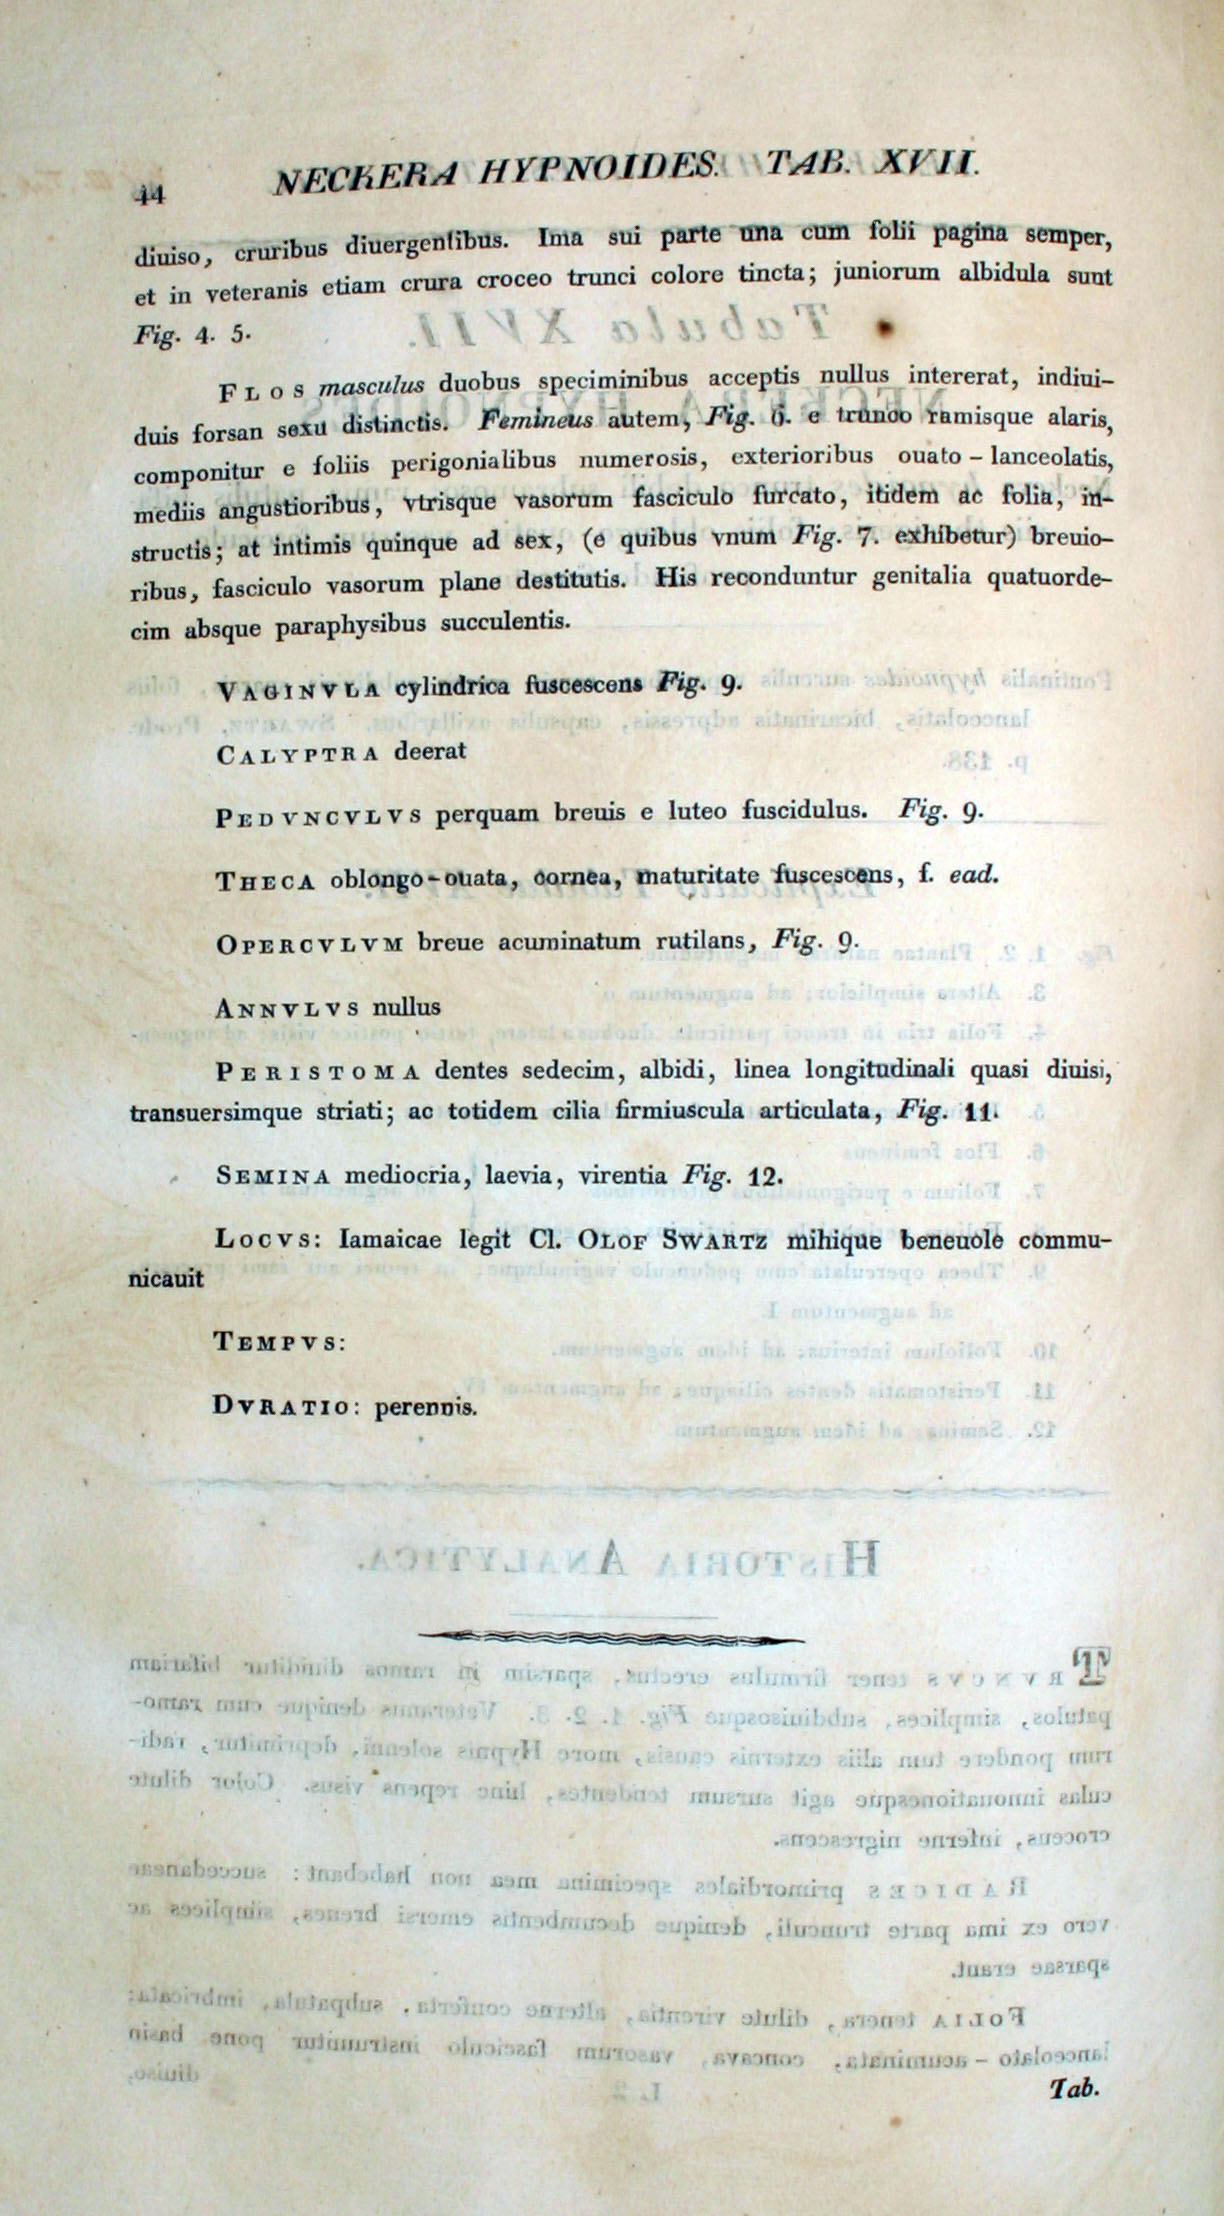 44 NECKERA HYPNOIDES. TAB. XVII.
diuiso, cruribus diuergentibus. Ima sui parte una cum folii pagina semper,
et in veteranis etiam crura croceo trunci colore tincta; juniorum albidula sunt
Fig. 4. 5.
FLOS masculus duobus speciminibus acceptis nullus intererat, indiui-
duis forsan sexu distinctis. Femineus autem, Fig. 6. e trunco ramisque alaris,
componitur e foliis perigonialibus numerosis, exterioribus ouato-lanceolatis,
mediis angustioribus, vtrisque vasorum fasciculo furcato, itidem ac folia, in-
structis; at intimis quinque ad sex, (e quibus vnum Fig. 7. exhibetur) breuio-
ribus, fasciculo vasorum plane destitutis. His reconduntur genitalia quatuorde-
cim absque paraphysibus succulentis.
VAGINVLA cylindrica fuscescens Fig. 9.
CALYPTRA deerat
PEDVNCVLVS perquam breuis e luteo fuscidulus. Fig. 9.
THECA oblongo-ouata, cornea, maturitate fuscescens, f. ead.
OPERCVLVM breue acuminatum rutilans, Fig. 9.
ANNVLVS nullus
PERISTOMA dentes sedecim, albidi, linea longitudinali quasi diuisi,
transuersimque striati; ac totidem cilia firmiuscula articulata, Fig. 11.
SEMINA mediocria, laevia, virentia Fig. 12.
LOCVS: Iamaicae legit Cl. OLOF SWARTZ mihique beneuole commu-
nicauit
TEMPVS:
DVRATIO: perennis.
Tab.